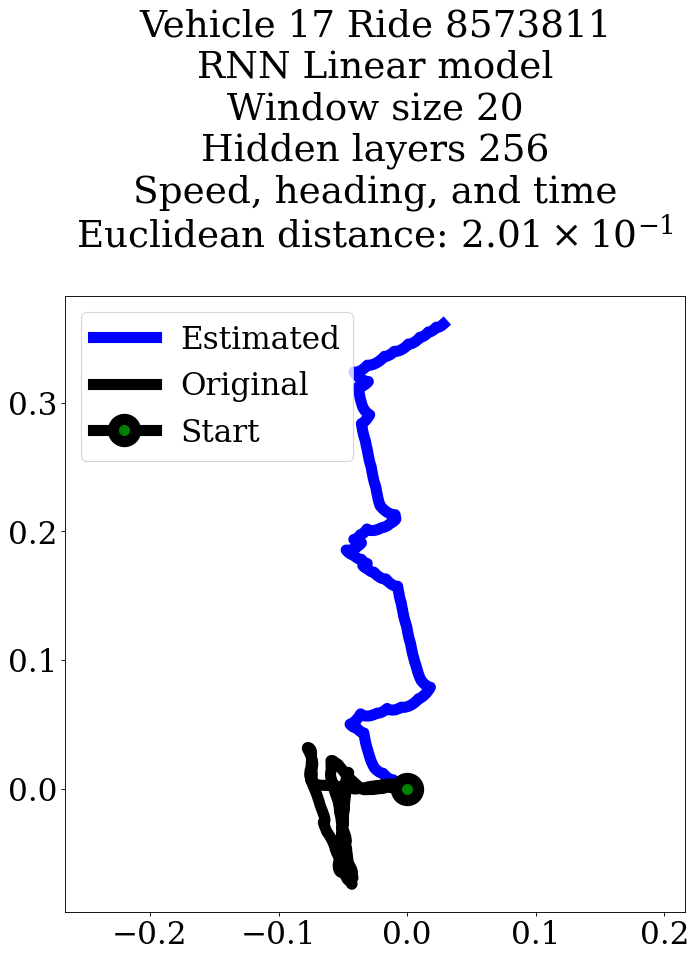 Vehicle 17 Ride 8573811
RNN Linear model
Window size 20
Hidden layers 256
Speed, heading, and time
Euclidean distance: 2.01 × 10⁻¹
Estimated
Original
Start
0.3
0.2
0.1
0.0
−0.2 −0.1 0.0 0.1 0.2